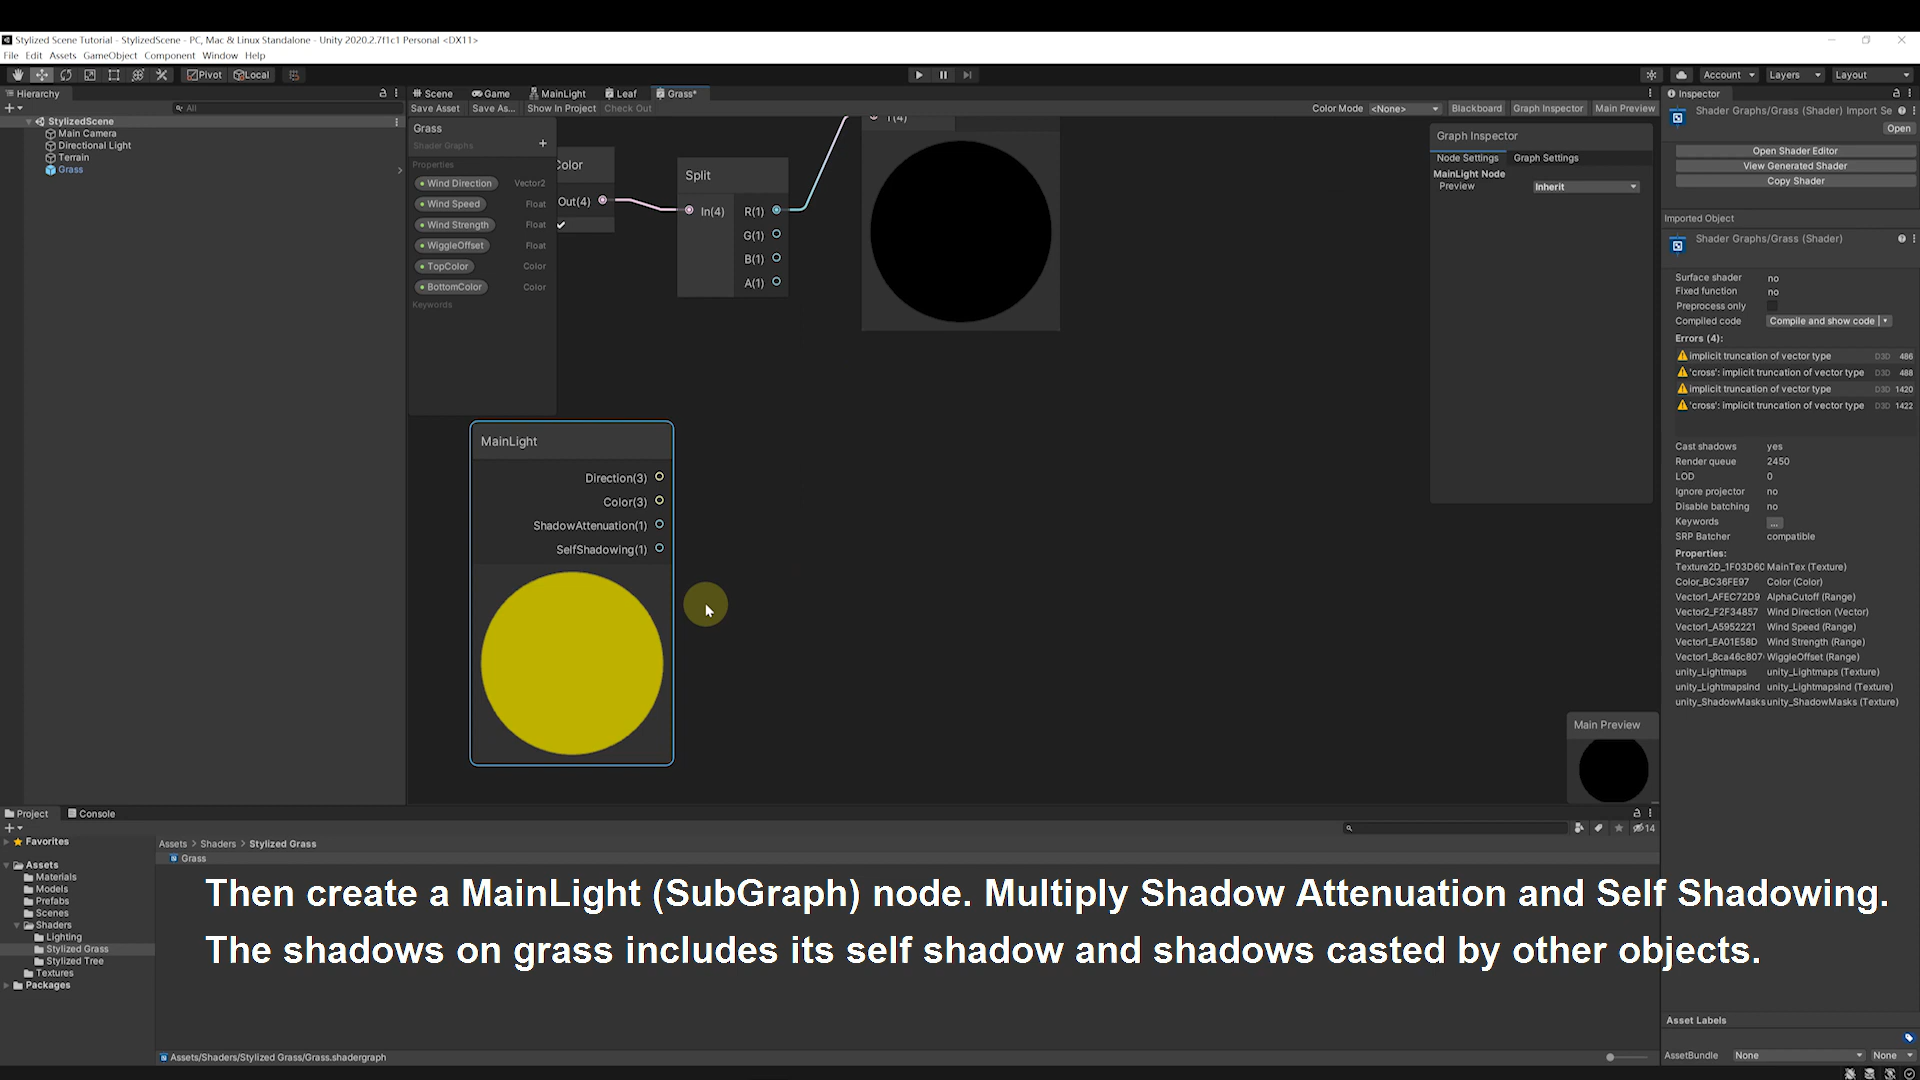 Stylized Scene Tutorial - StylizedScene - PC, Mac & Linux Standalone - Unity 2020.2.7f1c1 Personal <DX11>
File Edit Assets GameObject Component Window Help
Pivot Local Account Layers Layout
Hierarchy
All
StylizedScene
Main Camera
Directional Light
Terrain
Grass
Scene Game MainLight Leaf Grass*
Save Asset Save As... Show In Project Check Out Color Mode <None> Blackboard Graph Inspector Main Preview
Grass
Shader Graphs
Properties
Wind Direction Vector2
Wind Speed Float
Wind Strength Float
WiggleOffset Float
TopColor Color
BottomColor Color
Keywords
Out(4)
Split
In(4) R(1)
G(1)
B(1)
A(1)
MainLight
Direction(3)
Color(3)
ShadowAttenuation(1)
SelfShadowing(1)
Graph Inspector
Node Settings Graph Settings
MainLight Node
Preview Inherit
Main Preview
Inspector
Shader Graphs/Grass (Shader) Import Se
Open
Open Shader Editor
View Generated Shader
Copy Shader
Imported Object
Shader Graphs/Grass (Shader)
Surface shader no
Fixed function no
Preprocess only
Compiled code Compile and show code
Errors (4):
implicit truncation of vector type D3D 486
'cross': implicit truncation of vector type D3D 488
implicit truncation of vector type D3D 1420
'cross': implicit truncation of vector type D3D 1422
Cast shadows yes
Render queue 2450
LOD 0
Ignore projector no
Disable batching no
Keywords ...
SRP Batcher compatible
Properties:
Texture2D_1F03D60 MainTex (Texture)
Color_BC36FE97 Color (Color)
Vector1_AFEC72D9 AlphaCutoff (Range)
Vector2_F2F34857 Wind Direction (Vector)
Vector1_A5952221 Wind Speed (Range)
Vector1_EA01E58D Wind Strength (Range)
Vector1_8ca46c807 WiggleOffset (Range)
unity_Lightmaps unity_Lightmaps (Texture)
unity_LightmapsInd unity_LightmapsInd (Texture)
unity_ShadowMasks unity_ShadowMasks (Texture)
Project Console
14
Favorites
Assets
Materials
Models
Prefabs
Scenes
Shaders
Lighting
Stylized Grass
Stylized Tree
Textures
Packages
Assets > Shaders > Stylized Grass
Grass
Then create a MainLight (SubGraph) node. Multiply Shadow Attenuation and Self Shadowing.
The shadows on grass includes its self shadow and shadows casted by other objects.
Assets/Shaders/Stylized Grass/Grass.shadergraph
Asset Labels
AssetBundle None None